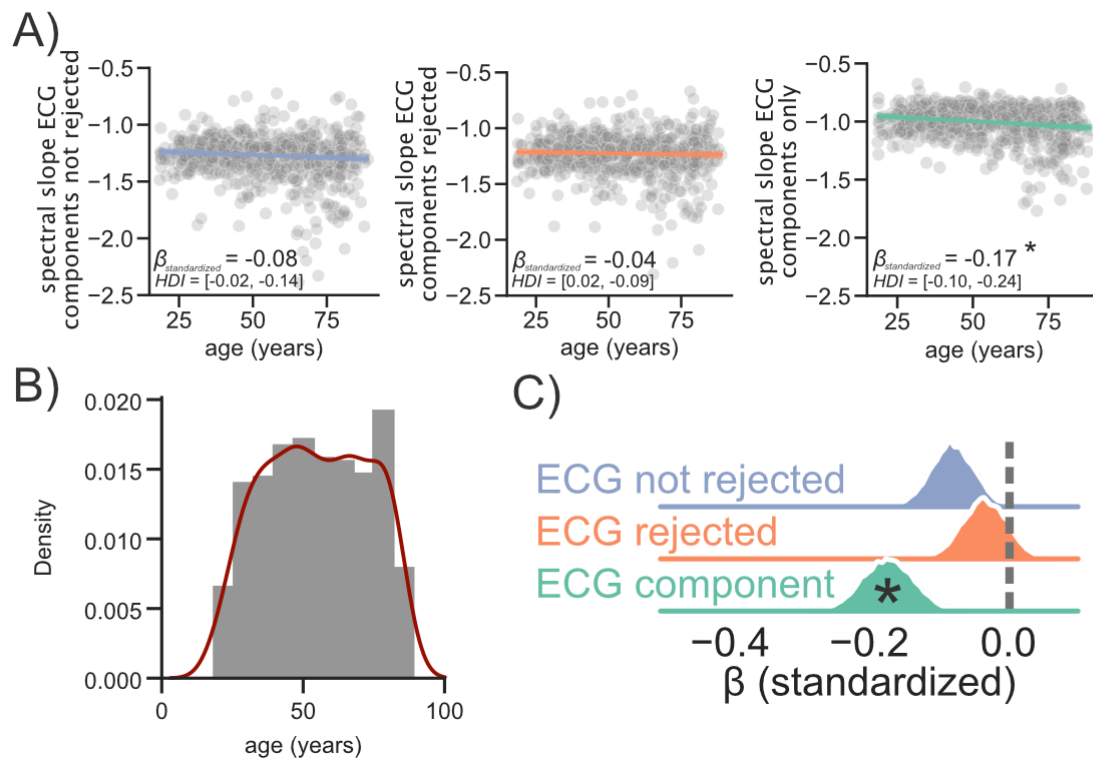 A)
spectral slope ECG
components not rejected
−0.5
−1.0
−1.5
−2.0
−2.5
βstandardized = -0.08
HDI = [-0.02, -0.14]
25 50 75
age (years)
spectral slope ECG
components rejected
−0.5
−1.0
−1.5
−2.0
−2.5
βstandardized = -0.04
HDI = [0.02, -0.09]
25 50 75
age (years)
spectral slope ECG
components only
−0.5
−1.0
−1.5
−2.0
−2.5
βstandardized = -0.17 *
HDI = [-0.10, -0.24]
25 50 75
age (years)
B)
Density
0.020
0.015
0.010
0.005
0.000
0 50 100
age (years)
C)
ECG not rejected
ECG rejected
ECG component
*
−0.4 −0.2 0.0
β (standardized)